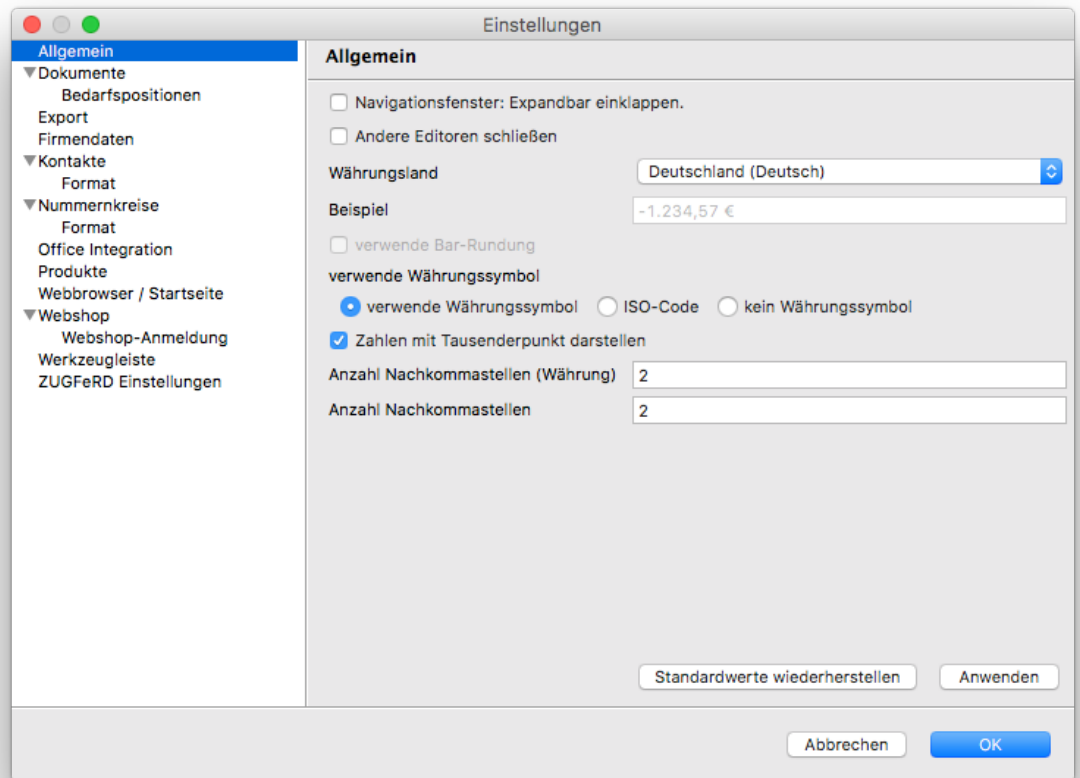 Einstellungen
Allgemein
Dokumente
Bedarfspositionen
Export
Firmendaten
Kontakte
Format
Nummernkreise
Format
Office Integration
Produkte
Webbrowser / Startseite
Webshop
Webshop-Anmeldung
Werkzeugleiste
ZUGFeRD Einstellungen
Allgemein
Navigationsfenster: Expandbar einklappen.
Andere Editoren schließen
Währungsland Deutschland (Deutsch)
Beispiel -1.234,57 €
verwende Bar-Rundung
verwende Währungssymbol
verwende Währungssymbol ISO-Code kein Währungssymbol
Zahlen mit Tausenderpunkt darstellen
Anzahl Nachkommastellen (Währung) 2
Anzahl Nachkommastellen 2
Standardwerte wiederherstellen Anwenden
Abbrechen OK